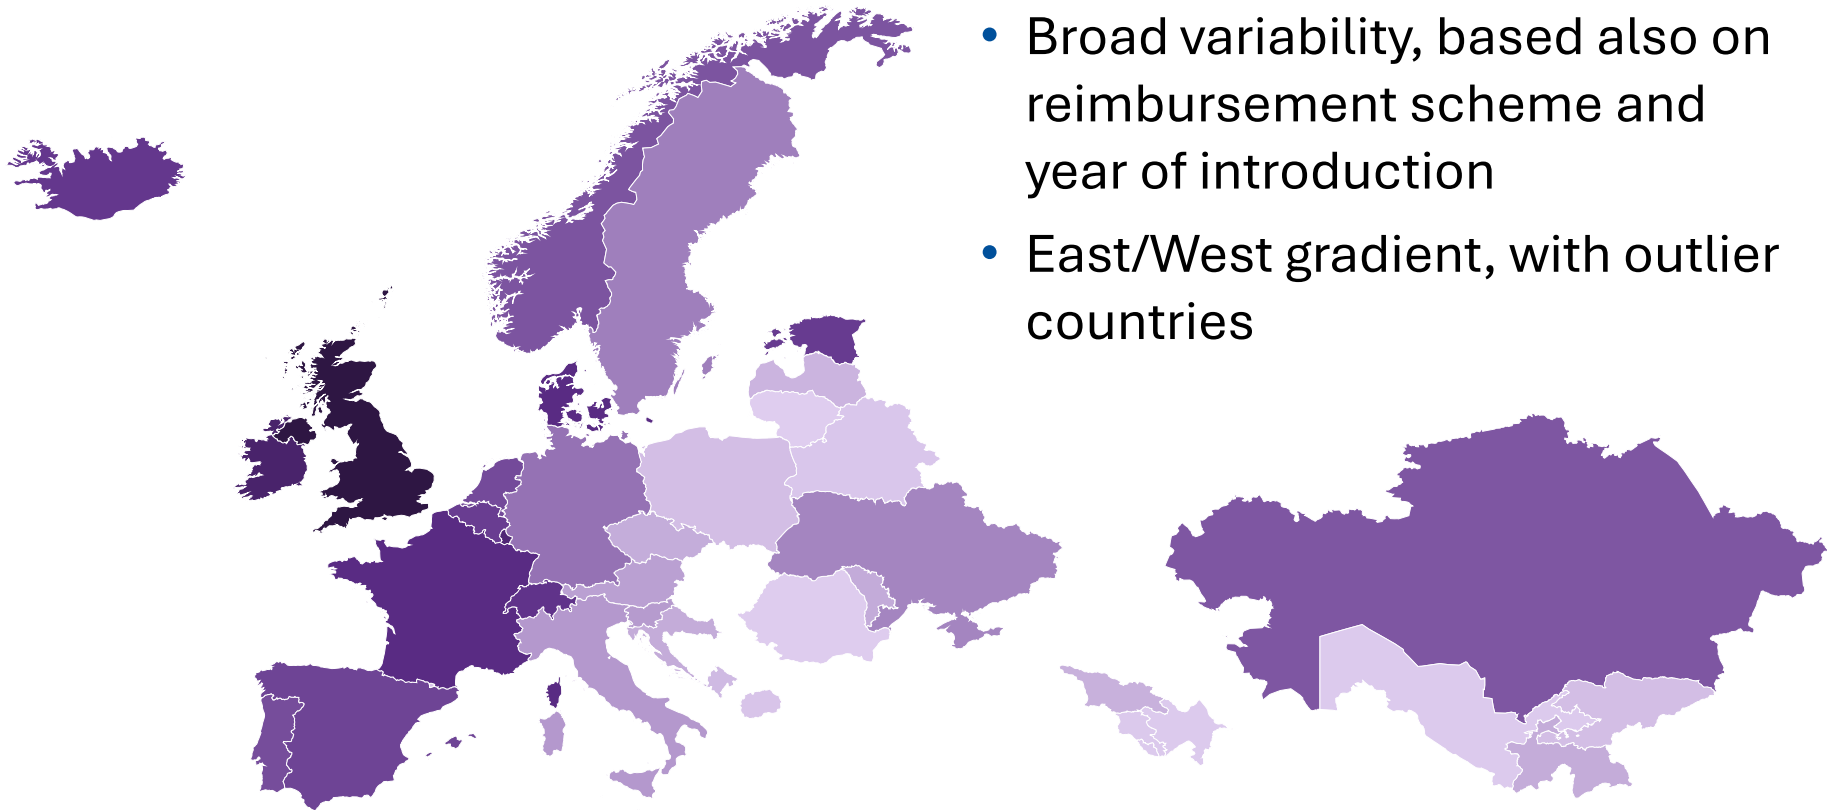 • Broad variability, based also on
reimbursement scheme and
year of introduction
• East/West gradient, with outlier
countries